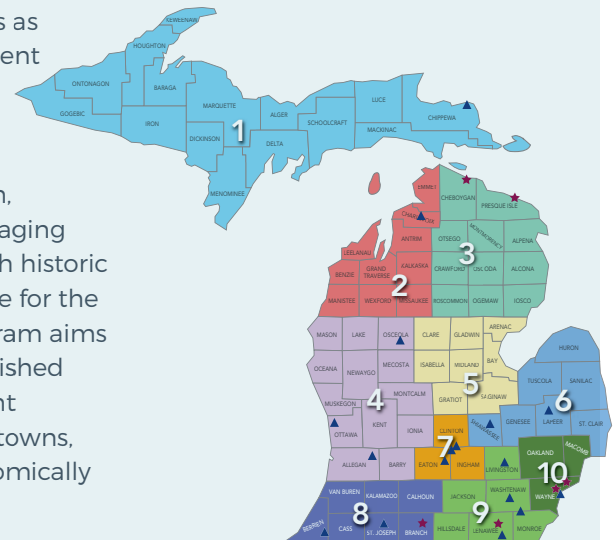 s as
ent
n,
aging
h historic
e for the
ram aims
ished
nt
towns,
omically
KEWEENAW
HOUGHTON
ONTONAGON
BARAGA
GOGEBIC
IRON
MARQUETTE
DICKINSON
MENOMINEE
1
ALGER
DELTA
SCHOOLCRAFT
LUCE
MACKINAC
CHIPPEWA
EMMET
CHARLEVOIX
ANTRIM
LEELANAU
BENZIE
GRAND
TRAVERSE
KALKASKA
MANISTEE
WEXFORD
MISSAUKEE
2
CHEBOYGAN
PRESQUE ISLE
OTSEGO
MONTMORENCY
ALPENA
3
CRAWFORD
OSCODA
ALCONA
ROSCOMMON
OGEMAW
IOSCO
MASON
LAKE
OSCEOLA
OCEANA
NEWAYGO
MECOSTA
MUSKEGON
MONTCALM
4
KENT
IONIA
OTTAWA
ALLEGAN
BARRY
CLARE
GLADWIN
ARENAC
ISABELLA
MIDLAND
BAY
5
GRATIOT
SAGINAW
HURON
TUSCOLA
SANILAC
6
GENESEE
LAPEER
ST. CLAIR
SHIAWASSEE
CLINTON
7
EATON
INGHAM
LIVINGSTON
OAKLAND
MACOMB
10
WAYNE
VAN BUREN
KALAMAZOO
CALHOUN
8
BERRIEN
CASS
ST. JOSEPH
BRANCH
JACKSON
WASHTENAW
9
HILLSDALE
LENAWEE
MONROE